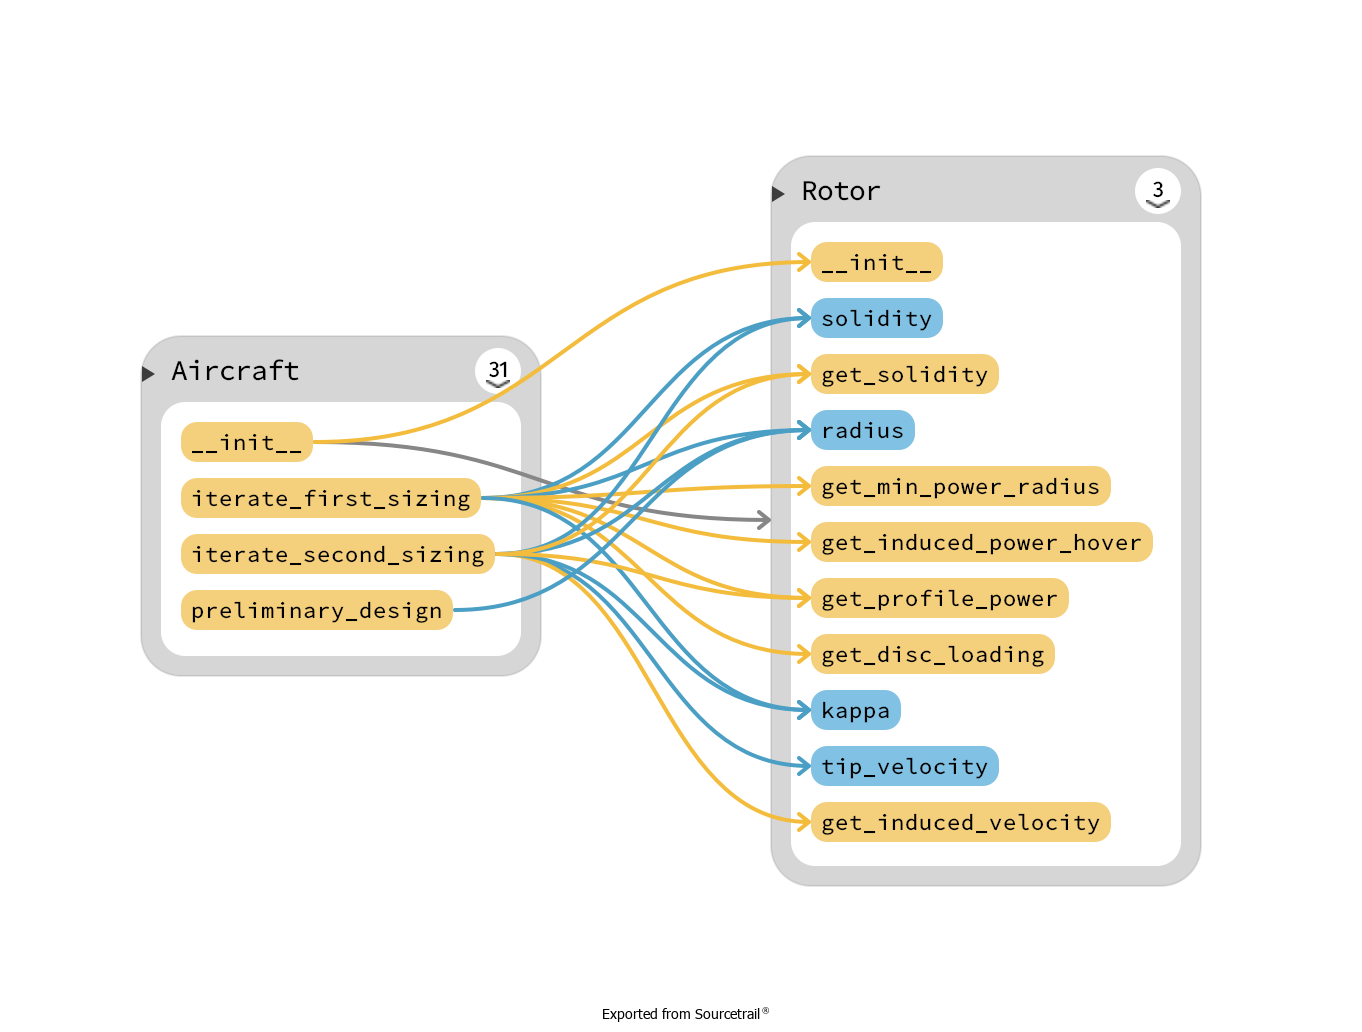 Aircraft
31
__init__
iterate_first_sizing
iterate_second_sizing
preliminary_design
Rotor
3
__init__
solidity
get_solidity
radius
get_min_power_radius
get_induced_power_hover
get_profile_power
get_disc_loading
kappa
tip_velocity
get_induced_velocity
Exported from Sourcetrail®